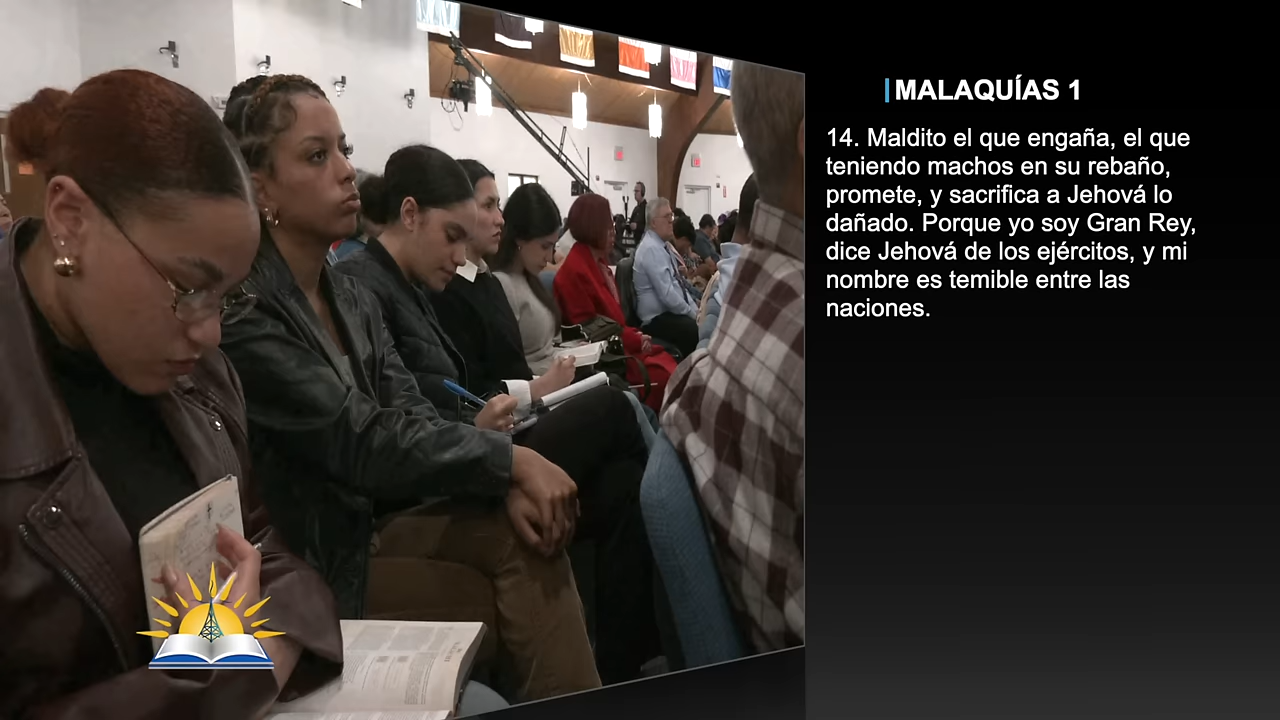 MALAQUÍAS 1
14. Maldito el que engaña, el que
teniendo machos en su rebaño,
promete, y sacrifica a Jehová lo
dañado. Porque yo soy Gran Rey,
dice Jehová de los ejércitos, y mi
nombre es temible entre las
naciones.